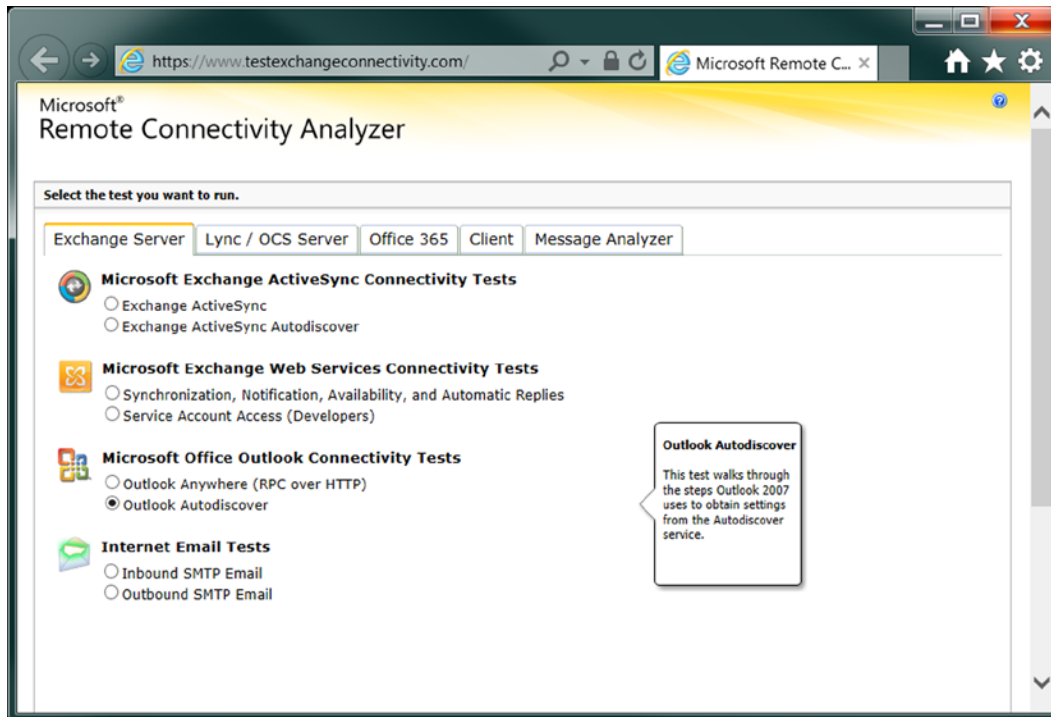 https://www.testexchangeconnectivity.com/
Microsoft Remote C...
Microsoft®
Remote Connectivity Analyzer
Select the test you want to run.
Exchange Server
Lync / OCS Server
Office 365
Client
Message Analyzer
Microsoft Exchange ActiveSync Connectivity Tests
Exchange ActiveSync
Exchange ActiveSync Autodiscover
Microsoft Exchange Web Services Connectivity Tests
Synchronization, Notification, Availability, and Automatic Replies
Service Account Access (Developers)
Microsoft Office Outlook Connectivity Tests
Outlook Anywhere (RPC over HTTP)
Outlook Autodiscover
Outlook Autodiscover
This test walks through
the steps Outlook 2007
uses to obtain settings
from the Autodiscover
service.
Internet Email Tests
Inbound SMTP Email
Outbound SMTP Email